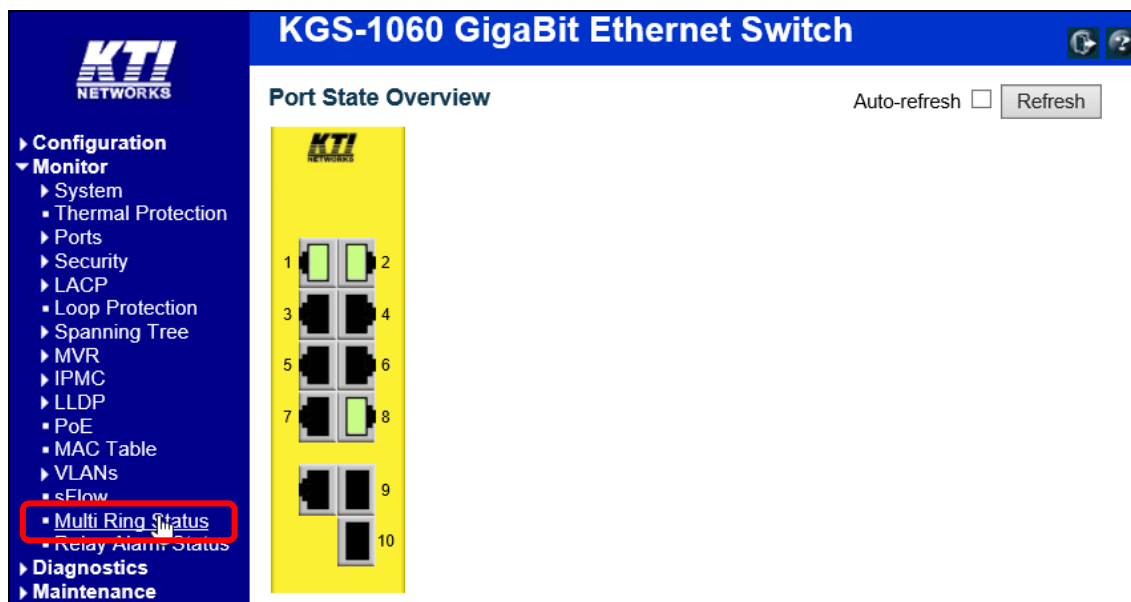 KTI
NETWORKS
KGS-1060 GigaBit Ethernet Switch
Port State Overview
Auto-refresh Refresh
Configuration
Monitor
System
Thermal Protection
Ports
Security
LACP
Loop Protection
Spanning Tree
MVR
IPMC
LLDP
PoE
MAC Table
VLANs
sFlow
Multi Ring Status
Relay Alarm Status
Diagnostics
Maintenance
KTI
NETWORKS
1 2
3 4
5 6
7 8
9
10